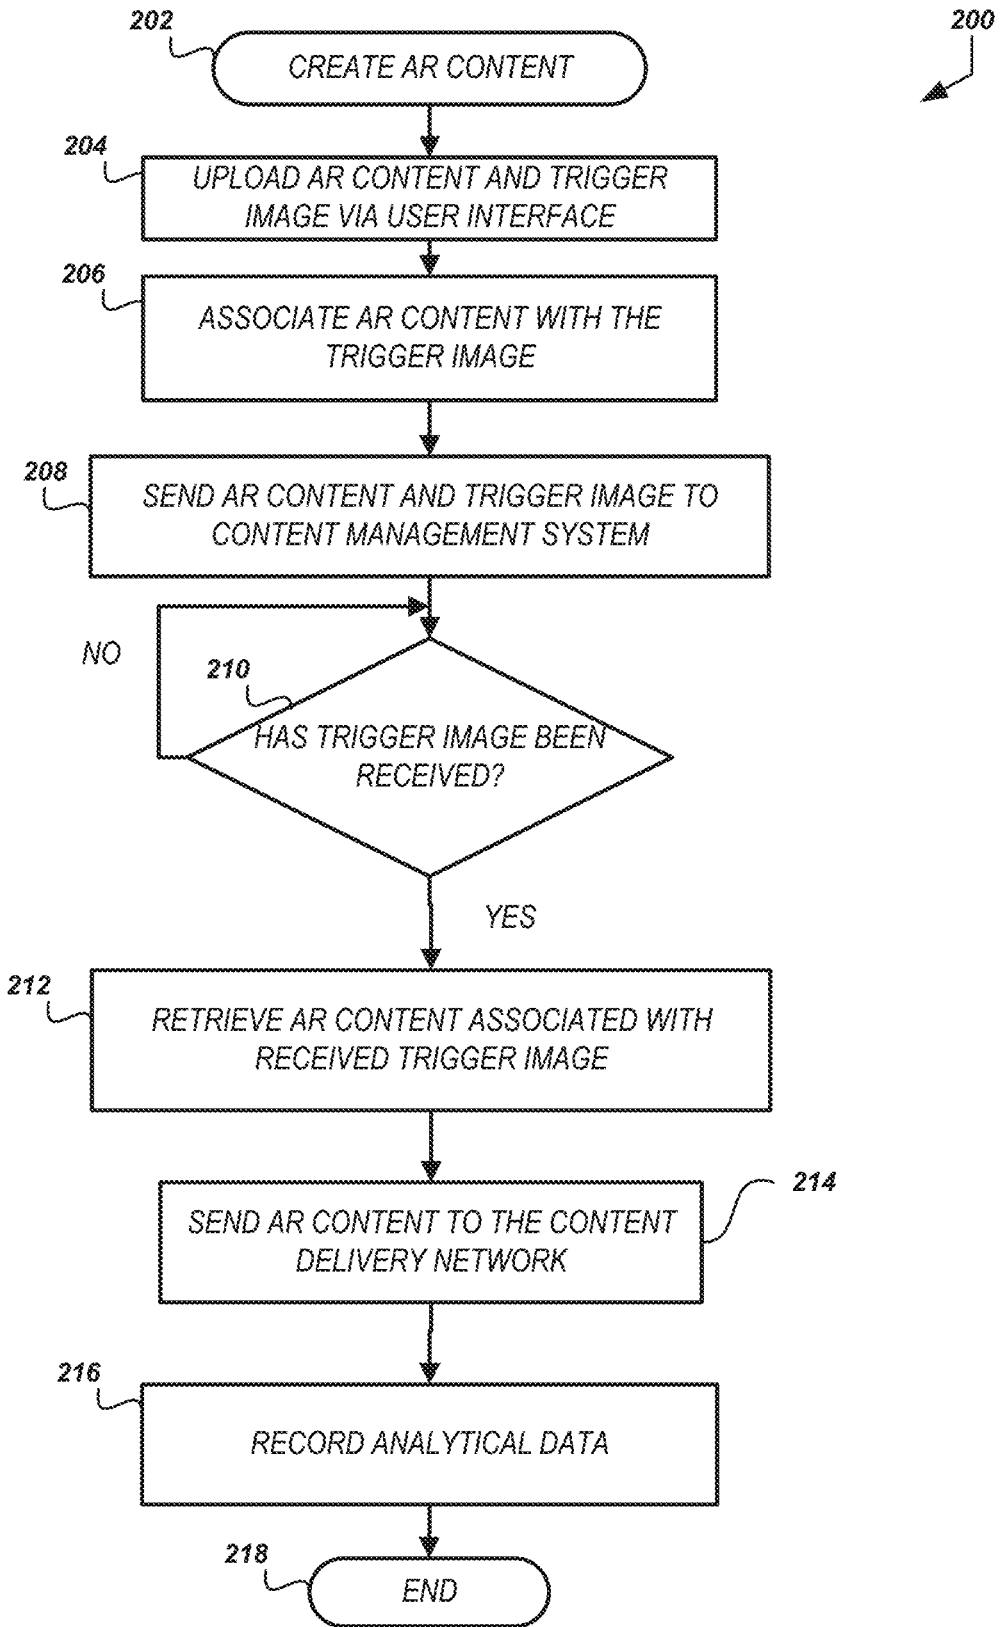 202
200
CREATE AR CONTENT
204
UPLOAD AR CONTENT AND TRIGGER
IMAGE VIA USER INTERFACE
206
ASSOCIATE AR CONTENT WITH THE
TRIGGER IMAGE
208
SEND AR CONTENT AND TRIGGER IMAGE TO
CONTENT MANAGEMENT SYSTEM
NO
210
HAS TRIGGER IMAGE BEEN
RECEIVED?
YES
212
RETRIEVE AR CONTENT ASSOCIATED WITH
RECEIVED TRIGGER IMAGE
214
SEND AR CONTENT TO THE CONTENT
DELIVERY NETWORK
216
RECORD ANALYTICAL DATA
218
END